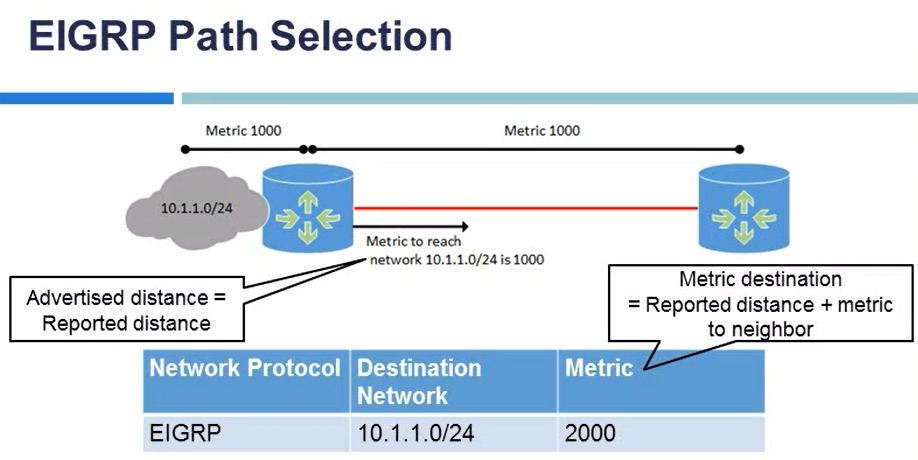 EIGRP Path Selection
Metric 1000
Metric 1000
10.1.1.0/24
Metric to reach
network 10.1.1.0/24 is 1000
Advertised distance =
Reported distance
Metric destination
= Reported distance + metric
to neighbor
Network Protocol Destination Network Metric
EIGRP 10.1.1.0/24 2000